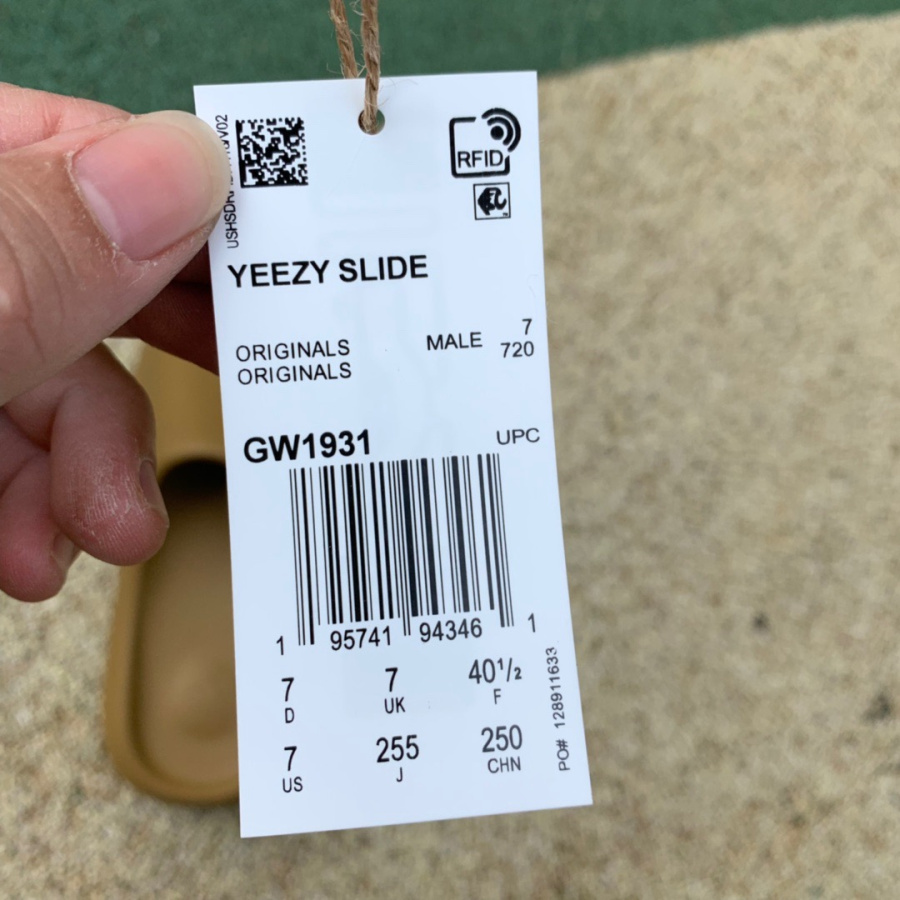 RFID
YEEZY SLIDE
ORIGINALS
ORIGINALS
MALE
7
720
GW1931
UPC
1 95741 94346 1
7 7 40¹/₂
D UK F
7 255 250
US J CHN
PO# 128911633